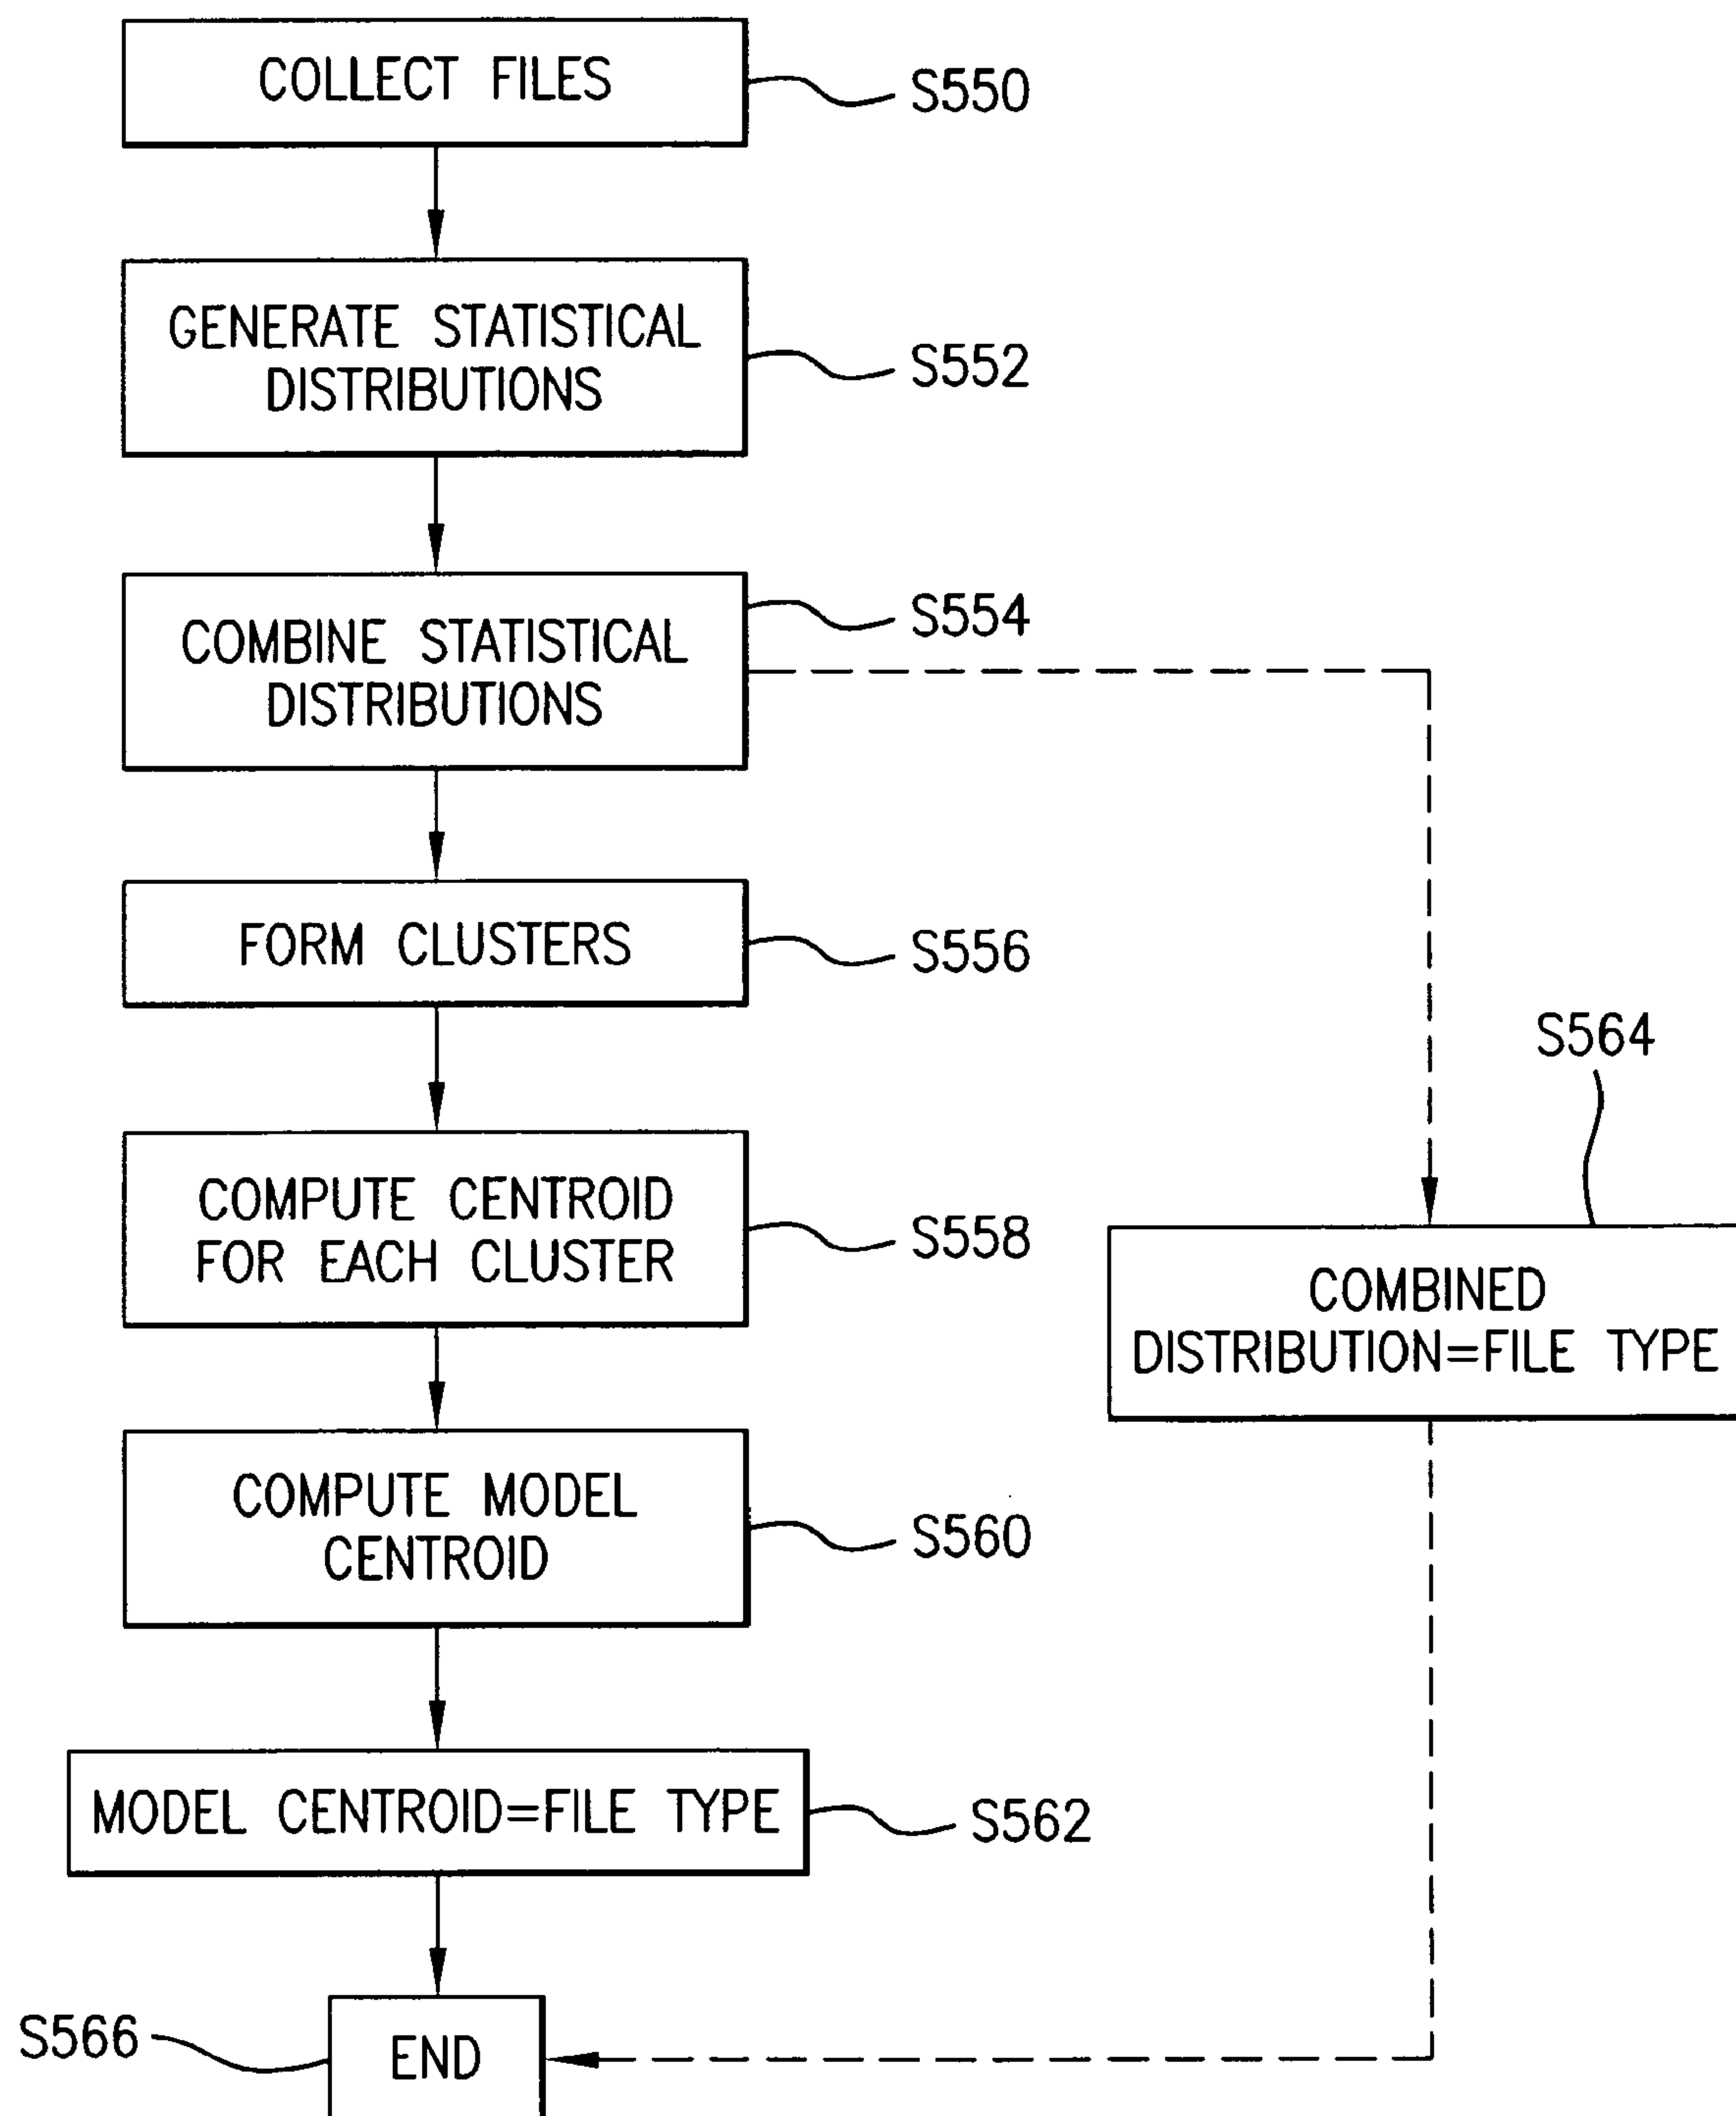 COLLECT FILES
S550
GENERATE STATISTICAL
DISTRIBUTIONS
S552
COMBINE STATISTICAL
DISTRIBUTIONS
S554
FORM CLUSTERS
S556
COMPUTE CENTROID
FOR EACH CLUSTER
S558
S564
COMBINED
DISTRIBUTION=FILE TYPE
COMPUTE MODEL
CENTROID
S560
MODEL CENTROID=FILE TYPE
S562
S566
END